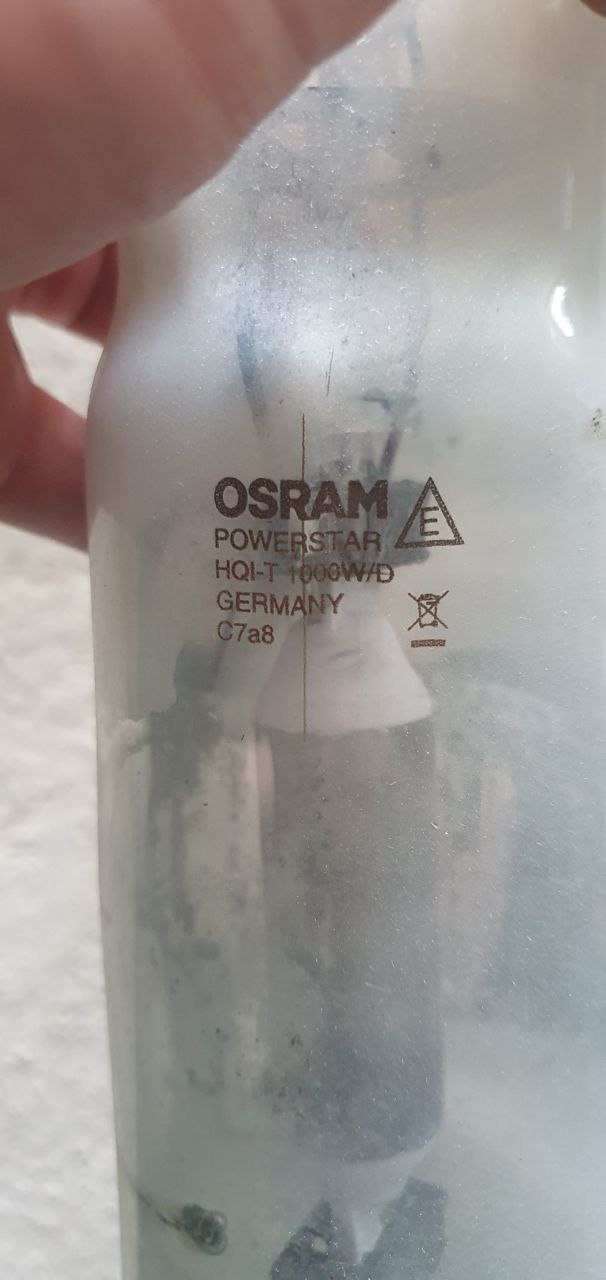 OSRAM
POWERSTAR
HQI-T 1000W/D
GERMANY
C7a8
E